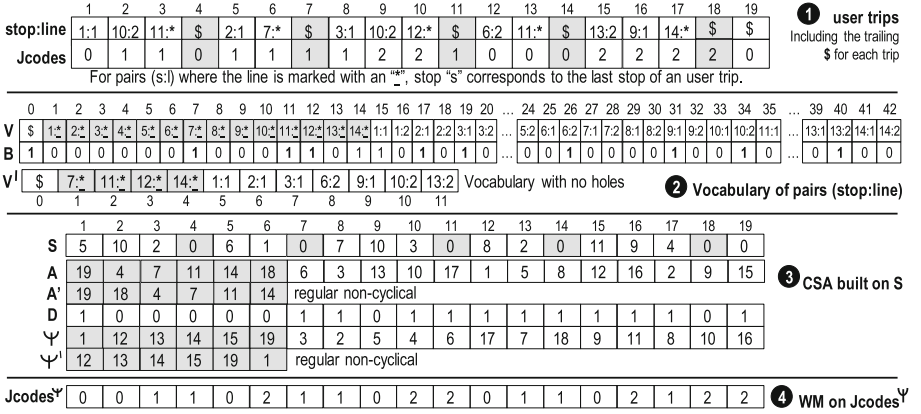 1 2 3 4 5 6 7 8 9 10 11 12 13 14 15 16 17 18 19
stop:line 1:1 10:2 11:* $ 2:1 7:* $ 3:1 10:2 12:* $ 6:2 11:* $ 13:2 9:1 14:* $ $
Jcodes 0 1 1 0 1 1 1 1 2 2 1 0 0 0 2 2 2 2 0
For pairs (s:l) where the line is marked with an "*", stop "s" corresponds to the last stop of an user trip.
1 user trips
Including the trailing
$ for each trip
0 1 2 3 4 5 6 7 8 9 10 11 12 13 14 15 16 17 18 19 20 ... 24 25 26 27 28 29 30 31 32 33 34 35 ... 39 40 41 42
V $ 1:* 2:* 3:* 4:* 5:* 6:* 7:* 8:* 9:* 10:* 11:* 12:* 13:* 14:* 1:1 1:2 2:1 2:2 3:1 3:2 ... 5:2 6:1 6:2 7:1 7:2 8:1 8:2 9:1 9:2 10:1 10:2 11:1 ... 13:1 13:2 14:1 14:2
B 1 0 0 0 0 0 0 1 0 0 0 1 1 0 1 1 0 1 0 1 0 ... 0 0 1 0 0 0 0 1 0 0 1 0 ... 0 1 0 0
V' $ 7:* 11:* 12:* 14:* 1:1 2:1 3:1 6:2 9:1 10:2 13:2 Vocabulary with no holes
0 1 2 3 4 5 6 7 8 9 10 11
2 Vocabulary of pairs (stop:line)
1 2 3 4 5 6 7 8 9 10 11 12 13 14 15 16 17 18 19
S 5 10 2 0 6 1 0 7 10 3 0 8 2 0 11 9 4 0 0
A 19 4 7 11 14 18 6 3 13 10 17 1 5 8 12 16 2 9 15
A' 19 18 4 7 11 14 regular non-cyclical
D 1 0 0 0 0 0 1 1 0 1 1 1 1 1 1 1 1 0 1
Ψ 1 12 13 14 15 19 3 2 5 4 6 17 7 18 9 11 8 10 16
Ψ' 12 13 14 15 19 1 regular non-cyclical
3 CSA built on S
JcodesΨ 0 0 1 1 0 2 1 1 0 2 2 0 1 1 0 2 1 2 2
4 WM on JcodesΨ